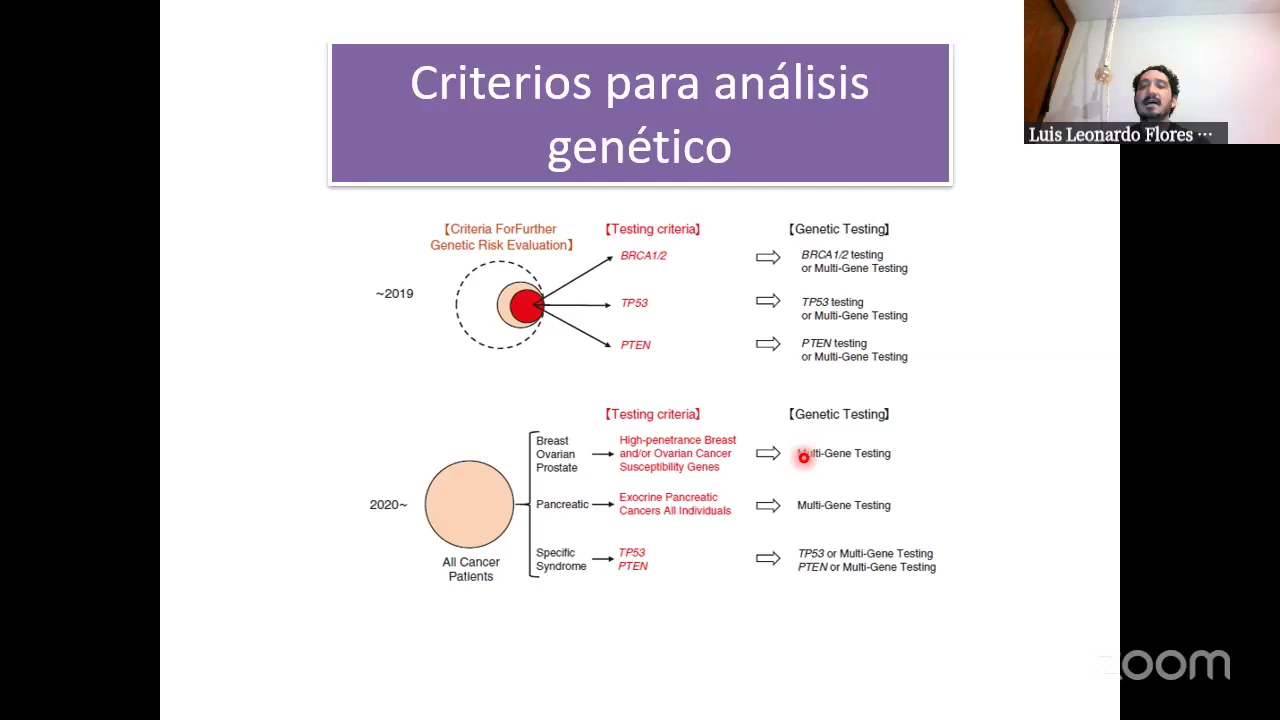 Criterios para análisis
genético
Luis Leonardo Flores ...
【Criteria ForFurther
Genetic Risk Evaluation】
【Testing criteria】
【Genetic Testing】
~2019
BRCA1/2
BRCA1/2 testing
or Multi-Gene Testing
TP53
TP53 testing
or Multi-Gene Testing
PTEN
PTEN testing
or Multi-Gene Testing
【Testing criteria】
【Genetic Testing】
2020~
All Cancer
Patients
Breast
Ovarian
Prostate
High-penetrance Breast
and/or Ovarian Cancer
Susceptibility Genes
Multi-Gene Testing
Pancreatic
Exocrine Pancreatic
Cancers All Individuals
Multi-Gene Testing
Specific
Syndrome
TP53
PTEN
TP53 or Multi-Gene Testing
PTEN or Multi-Gene Testing
zoom